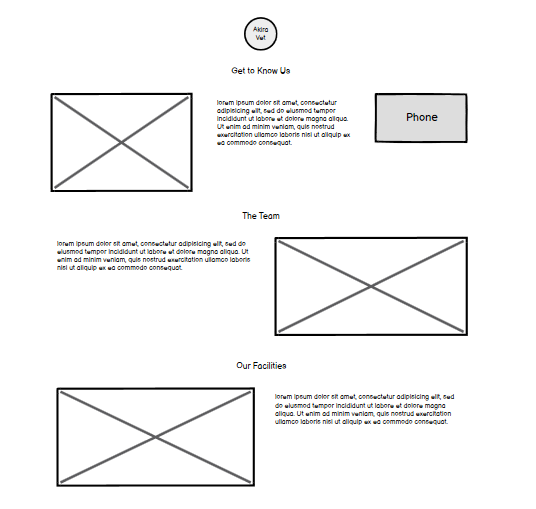 Akira
Vet
Get to Know Us
lorem ipsum dolor sit amet, consectetur
adipisicing elit, sed do eiusmod tempor
incididunt ut labore et dolore magna aliqua.
Ut enim ad minim veniam, quis nostrud
exercitation ullamco laboris nisi ut aliquip ex
ea commodo consequat.
Phone
The Team
lorem ipsum dolor sit amet, consectetur adipisicing elit, sed do
eiusmod tempor incididunt ut labore et dolore magna aliqua. Ut
enim ad minim veniam, quis nostrud exercitation ullamco laboris
nisi ut aliquip ex ea commodo consequat.
Our Facilities
lorem ipsum dolor sit amet, consectetur adipisicing elit, sed
do eiusmod tempor incididunt ut labore et dolore magna
aliqua. Ut enim ad minim veniam, quis nostrud exercitation
ullamco laboris nisi ut aliquip ex ea commodo consequat.